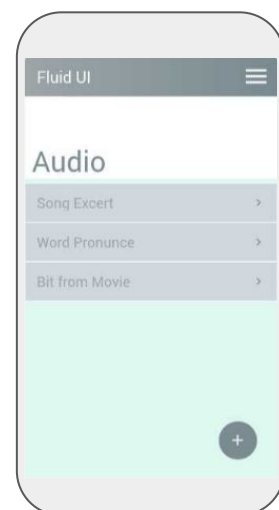 Fluid UI
Audio
Song Excert
Word Pronunce
Bit from Movie
+